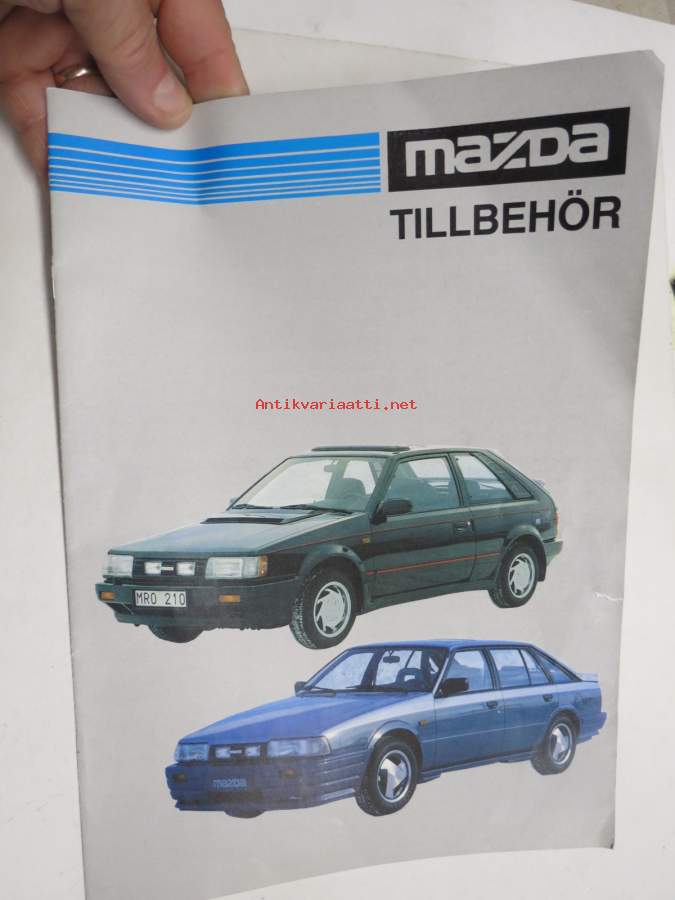 mazda
TILLBEHÖR
Antikvariaatti.net
MRO 210
mazda